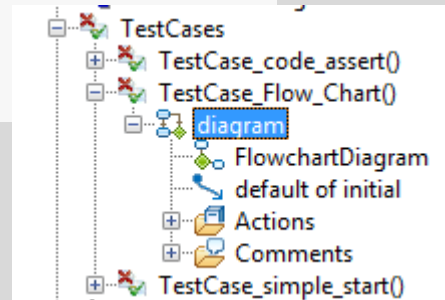 TestCases
TestCase_code_assert()
TestCase_Flow_Chart()
diagram
FlowchartDiagram
default of initial
Actions
Comments
TestCase_simple_start()